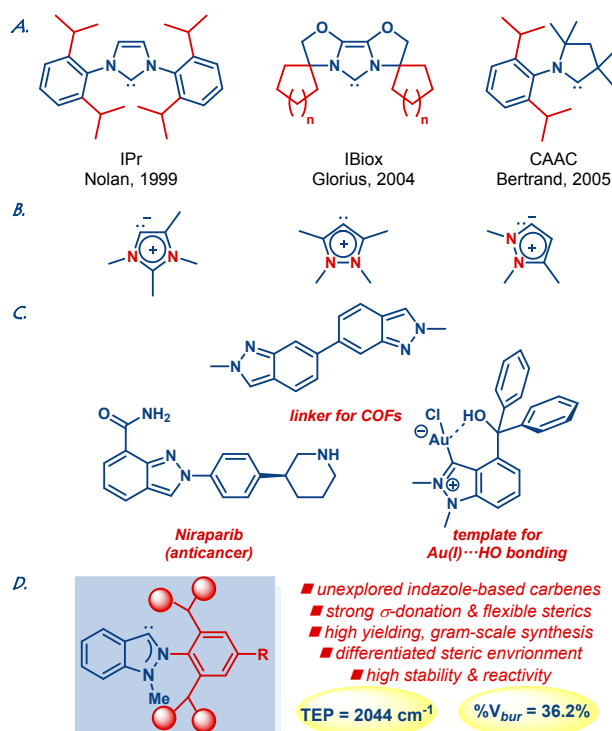 A.
O O
N N N N N
n n
IPr IBiox CAAC
Nolan, 1999 Glorius, 2004 Bertrand, 2005
B.
− −
+ + +
N N N N N N
C.
N N
N N
linker for COFs
O NH2
N
N
NH
Niraparib
(anticancer)
Cl HO
− Au
N +
N
template for
Au(I)···HO bonding
D.
N
N
Me
R
unexplored indazole-based carbenes
strong σ-donation & flexible sterics
high yielding, gram-scale synthesis
differentiated steric envrionment
high stability & reactivity
TEP = 2044 cm-1 %Vbur = 36.2%